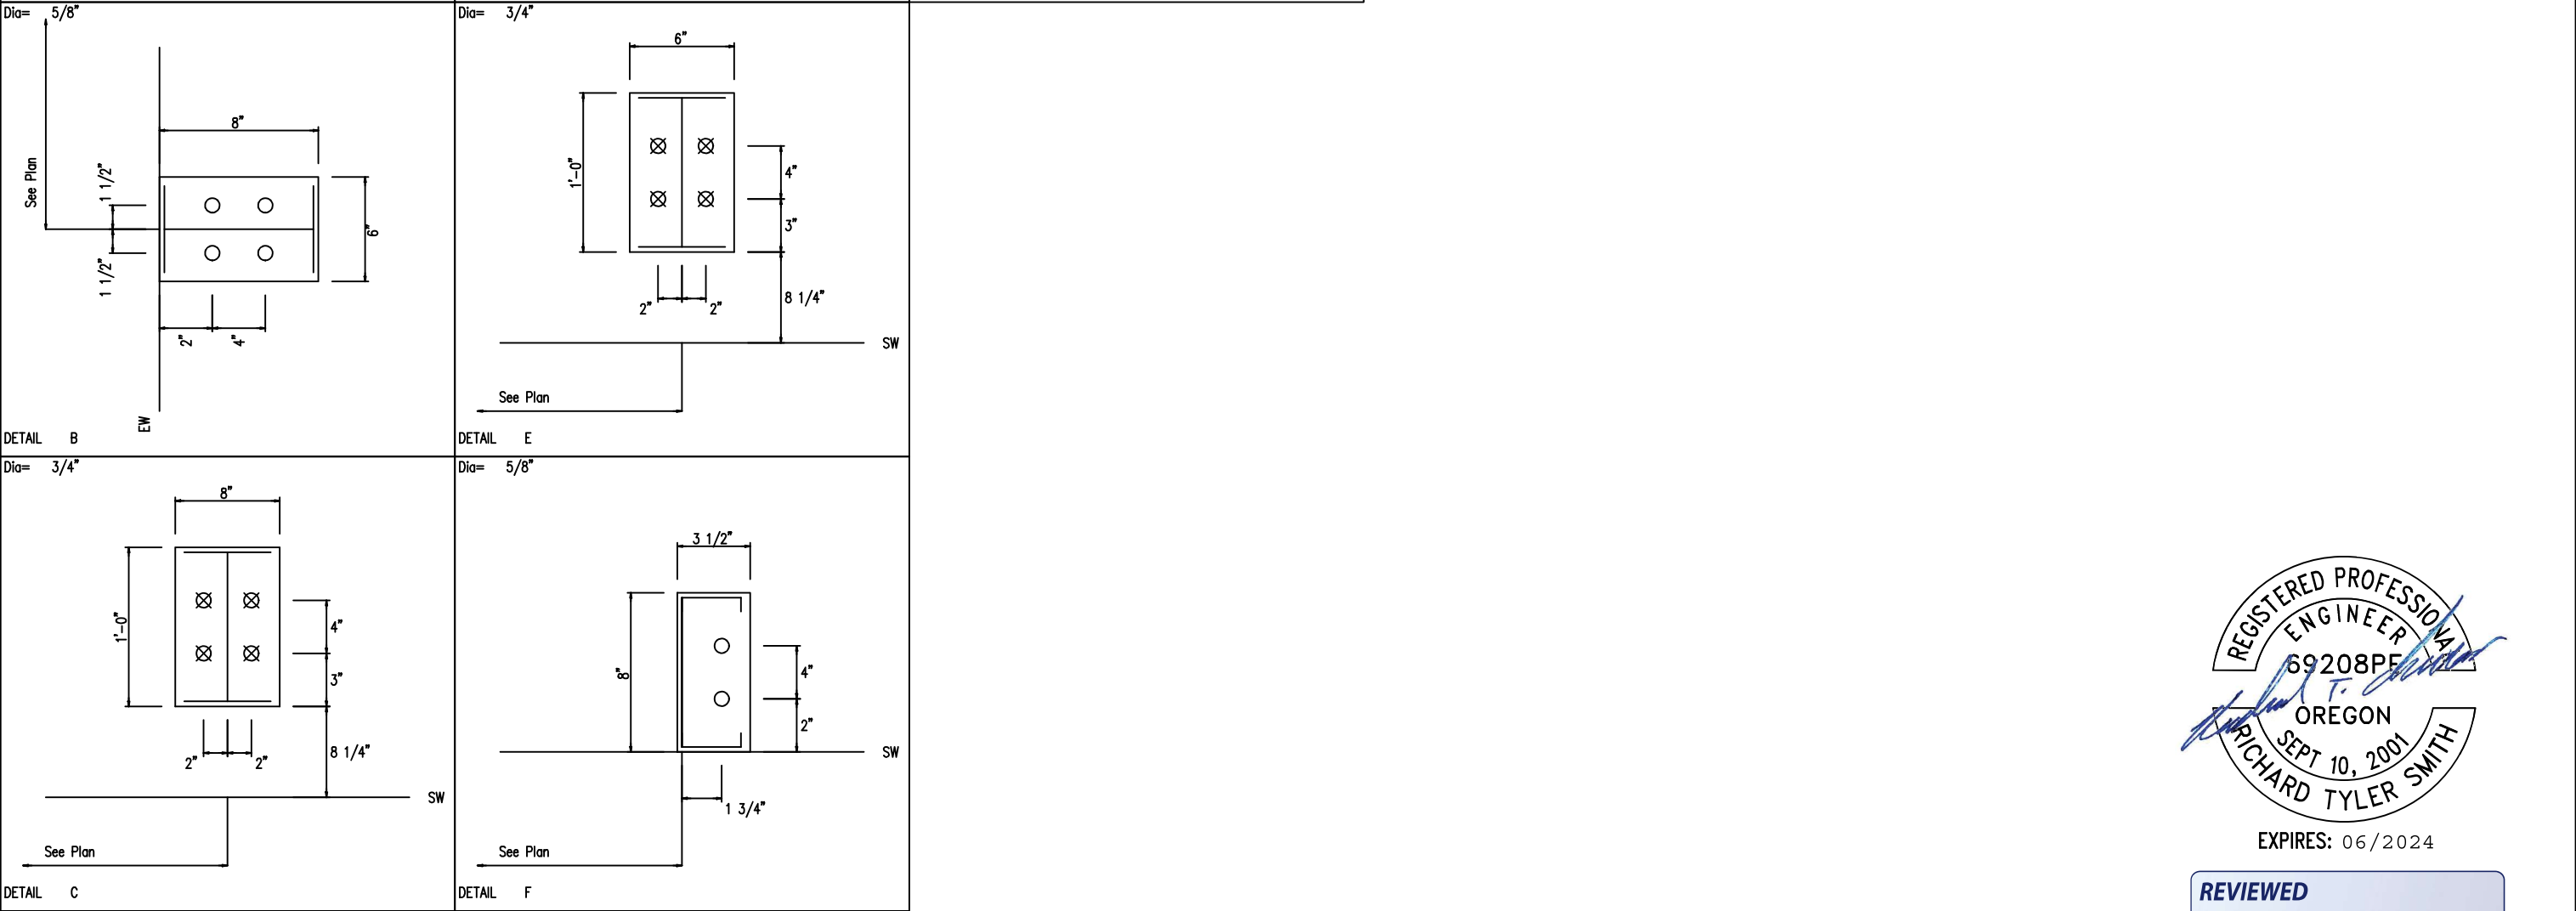 Dia= 5/8"
8"
See Plan
1 1/2"
1 1/2"
6"
2" 4"
EW
DETAIL B
Dia= 3/4"
6"
1'-0"
4"
3"
2" 2"
8 1/4"
SW
See Plan
DETAIL E
Dia= 3/4"
8"
1'-0"
4"
3"
2" 2"
8 1/4"
SW
See Plan
DETAIL C
Dia= 5/8"
3 1/2"
8"
4"
2"
SW
1 3/4"
See Plan
DETAIL F
REGISTERED PROFESSIONAL
ENGINEER
69208PE
OREGON
SEPT 10, 2001
RICHARD TYLER SMITH
EXPIRES: 06/2024
REVIEWED